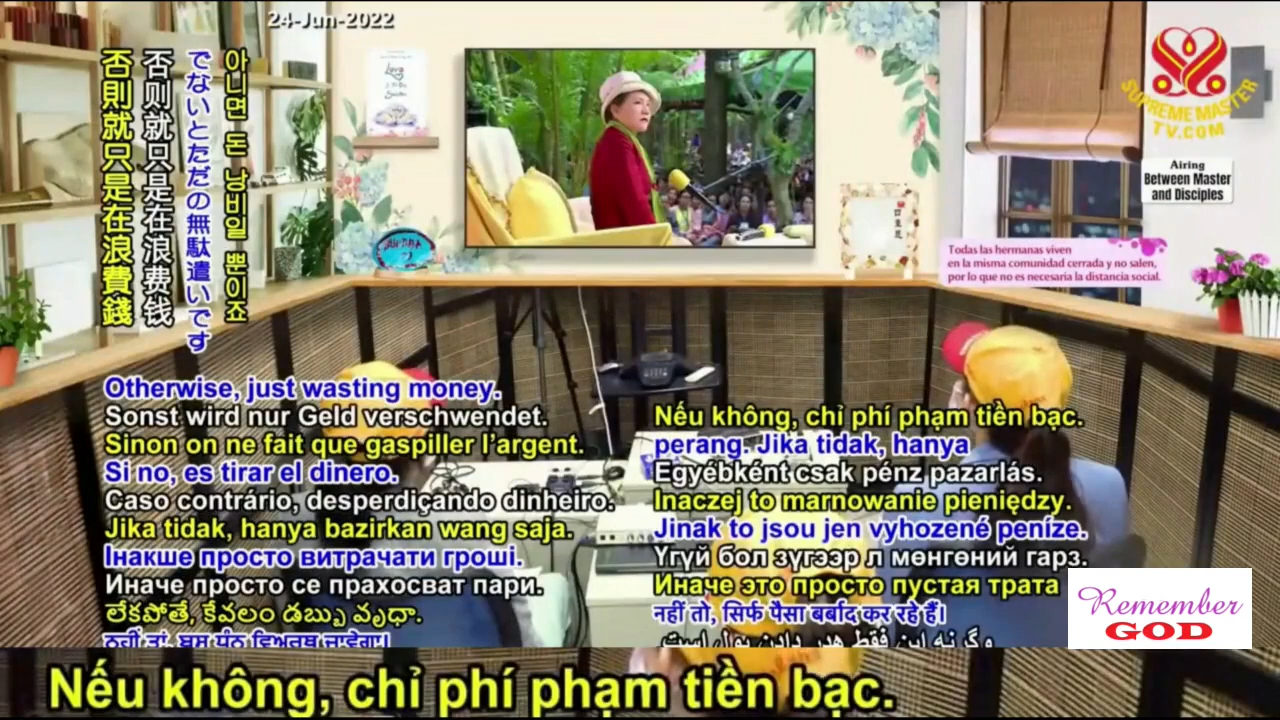 24-Jun-2022
아니면 돈 낭비일 뿐이죠
でないとただの無駄遣いです
否则就只是在浪费钱
否則就只是在浪費錢
SUPREME MASTER
TV.COM
Airing
Between Master
and Disciples
Todas las hermanas viven
en la misma comunidad cerrada y no salen,
por lo que no es necesaria la distancia social.
Otherwise, just wasting money.
Sonst wird nur Geld verschwendet.
Sinon on ne fait que gaspiller l’argent.
Si no, es tirar el dinero.
Caso contrário, desperdiçando dinheiro.
Jika tidak, hanya bazirkan wang saja.
Інакше просто витрачати гроші.
Иначе просто се прахосват пари.
లేకపోతే, కేవలం డబ్బు వృధా.
Nếu không, chỉ phí phạm tiền bạc.
perang. Jika tidak, hanya
Egyébként csak pénz pazarlás.
Inaczej to marnowanie pieniędzy.
Jinak to jsou jen vyhozené peníze.
Үгүй бол зүгээр л мөнгөний гарз.
Иначе это просто пустая трата
नहीं तो, सिर्फ पैसा बर्बाद कर रहे हैं।
وگرنه این فقط هدر دادن پول است.
Remember
GOD
Nếu không, chỉ phí phạm tiền bạc.